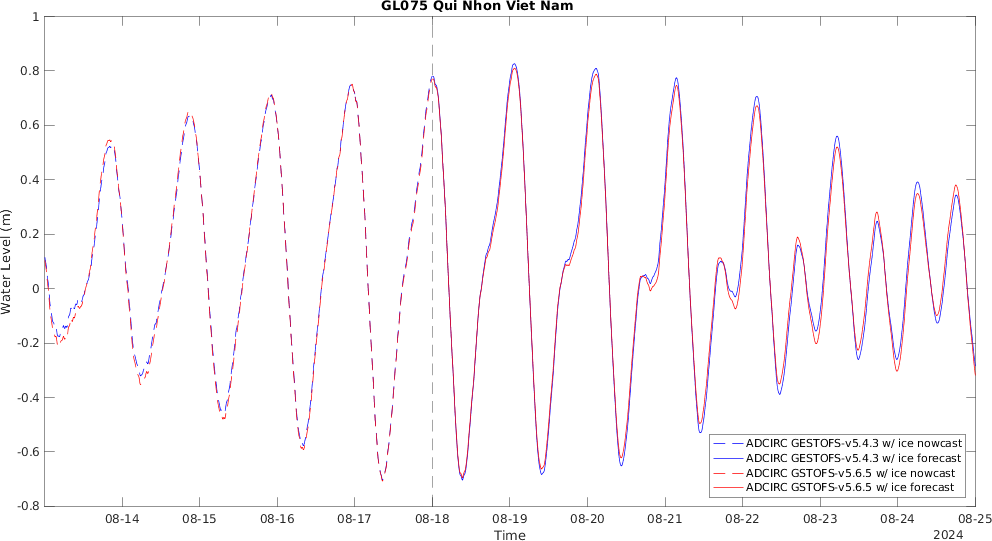 GL075 Qui Nhon Viet Nam
1
0.8
0.6
0.4
0.2
0
-0.2
-0.4
-0.6
-0.8
Water Level (m)
ADCIRC GESTOFS-v5.4.3 w/ ice nowcast
ADCIRC GESTOFS-v5.4.3 w/ ice forecast
ADCIRC GSTOFS-v5.6.5 w/ ice nowcast
ADCIRC GSTOFS-v5.6.5 w/ ice forecast
08-14 08-15 08-16 08-17 08-18 08-19 08-20 08-21 08-22 08-23 08-24 08-25
Time
2024